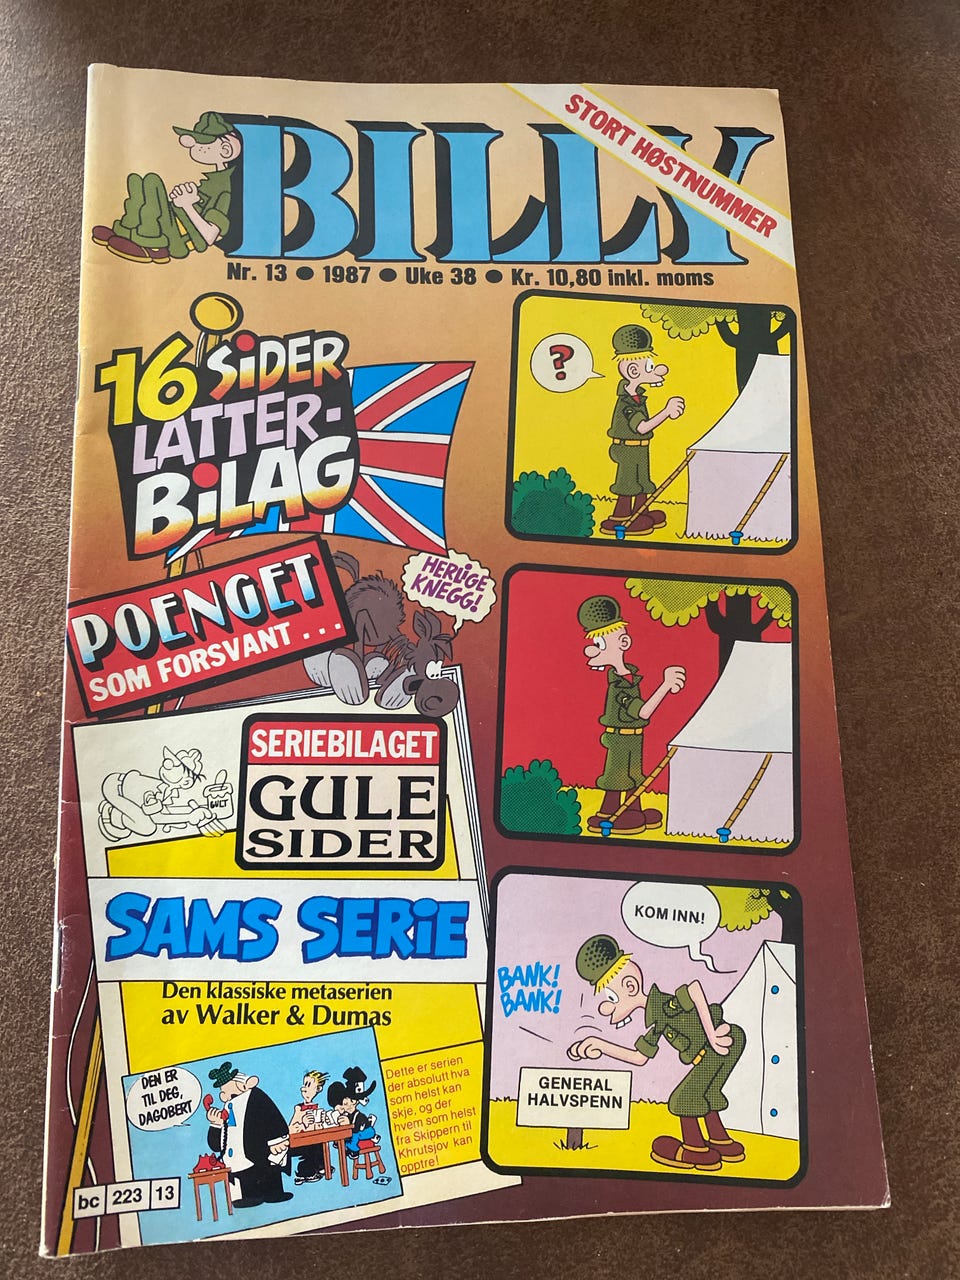 BILLY
STORT HØSTNUMMER
Nr. 13 ● 1987 ● Uke 38 ● Kr. 10,80 inkl. moms
16 SiDER
LATTER-
BiLAG
?
POENGET
SOM FORSVANT...
HERLiGE
KNEGG!
SERIEBILAGET
GULE
SIDER
GULT
SAMS SERiE
Den klassiske metaserien
av Walker & Dumas
DEN ER
TIL DEG,
DAGOBERT
Dette er serien
der absolutt hva
som helst kan
skje, og der
hvem som helst
fra Skippern til
Khrutsjov kan
opptre!
bc 223 13
KOM INN!
BANK!
BANK!
GENERAL
HALVSPENN